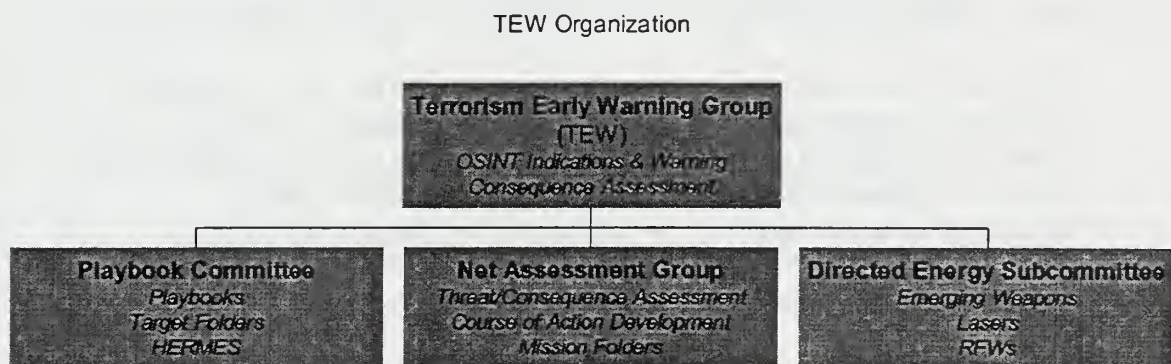 TEW Organization
Terrorism Early Warning Group
(TEW)
OSINT Indications & Warning
Consequence Assessment
Playbook Committee
Playbooks
Target Folders
HERMES
Net Assessment Group
Threat/Consequence Assessment
Course of Action Development
Mission Folders
Directed Energy Subcommittee
Emerging Weapons
Lasers
RFWs